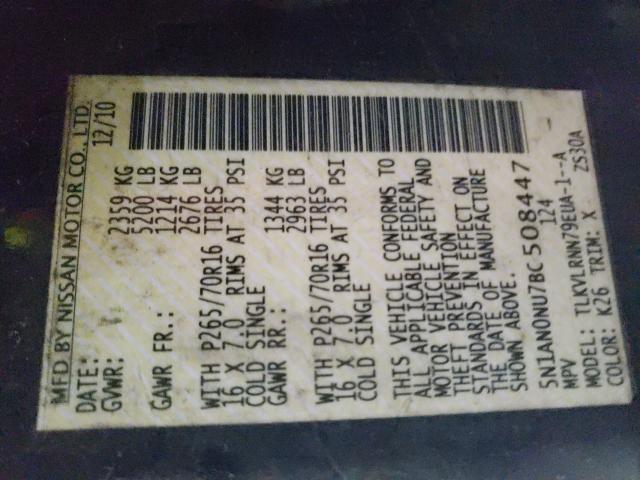 MFD BY NISSAN MOTOR CO., LTD.
DATE: 12/10
GVWR: 2359 KG
5200 LB
GAWR FR.: 1214 KG
2676 LB
WITH P265/70R16 TIRES
16 X 7.0 RIMS AT 35 PSI
COLD SINGLE
GAWR RR.: 1344 KG
2963 LB
WITH P265/70R16 TIRES
16 X 7.0 RIMS AT 35 PSI
COLD SINGLE
THIS VEHICLE CONFORMS TO
ALL APPLICABLE FEDERAL
MOTOR VEHICLE SAFETY AND
THEFT PREVENTION
STANDARDS IN EFFECT ON
THE DATE OF MANUFACTURE
SHOWN ABOVE.
5N1AN0NU7BC508447
MPV 124
MODEL: TLKVLRNN/9EUA-1--A
COLOR: K26 TRIM: X ZS30A